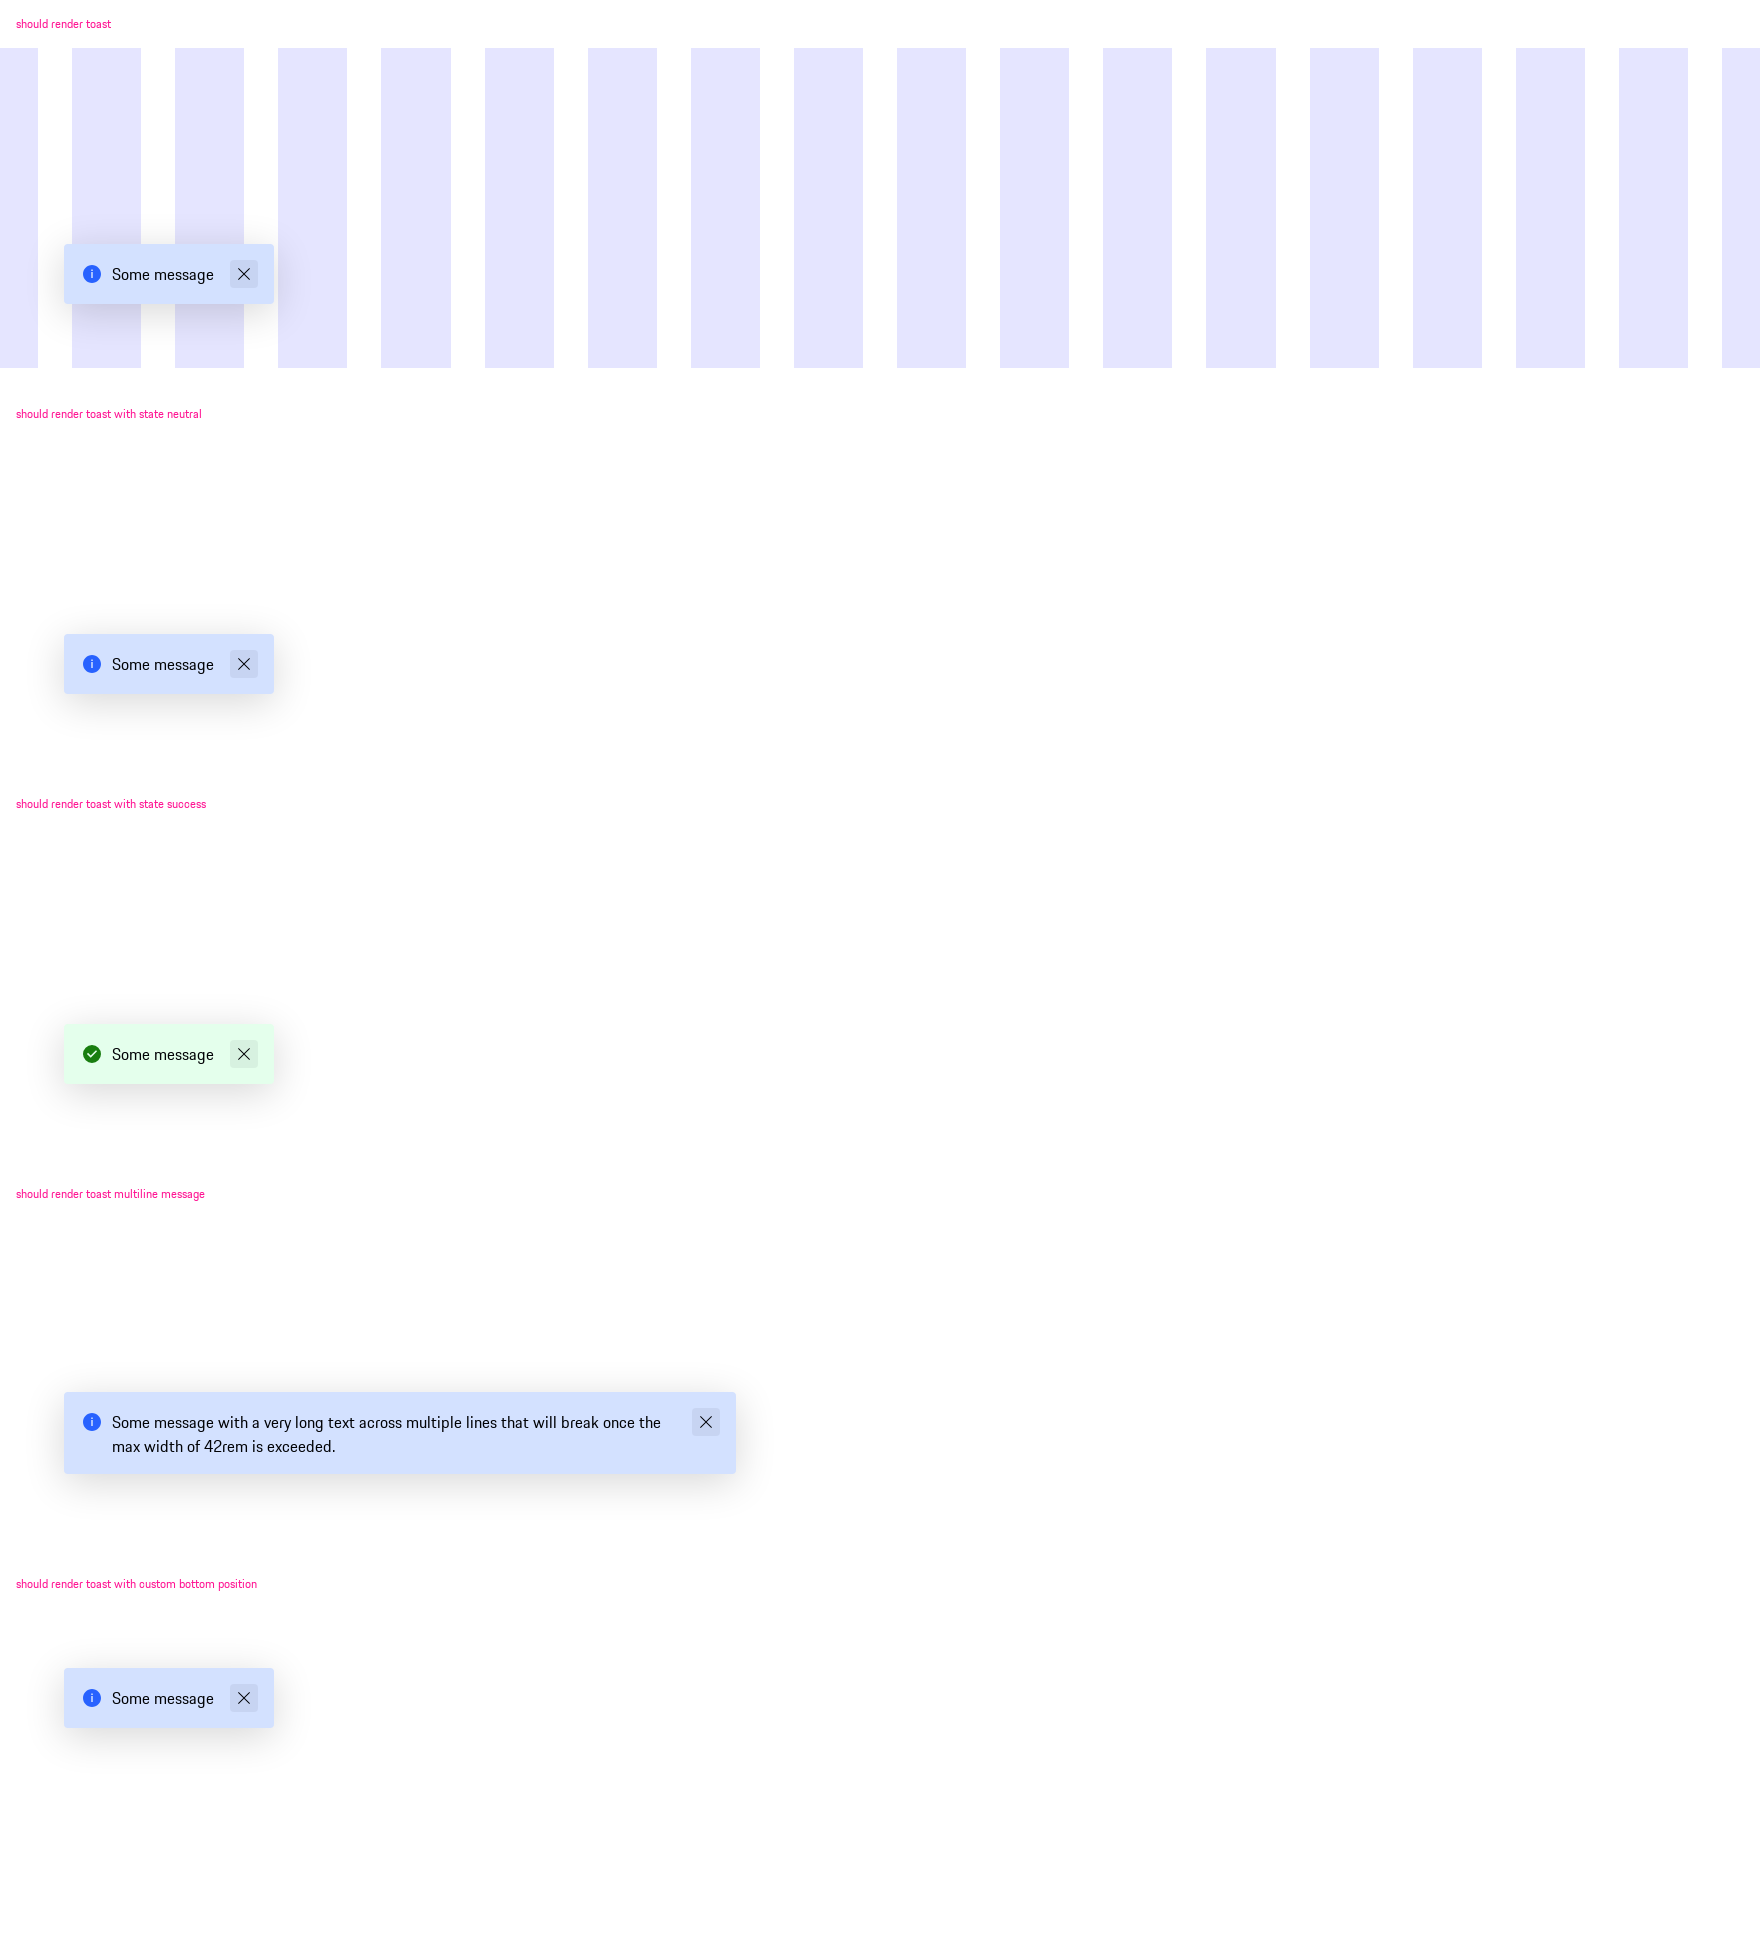 should render toast
Some message
should render toast with state neutral
Some message
should render toast with state success
Some message
should render toast multiline message
Some message with a very long text across multiple lines that will break once the
max width of 42rem is exceeded.
should render toast with custom bottom position
Some message